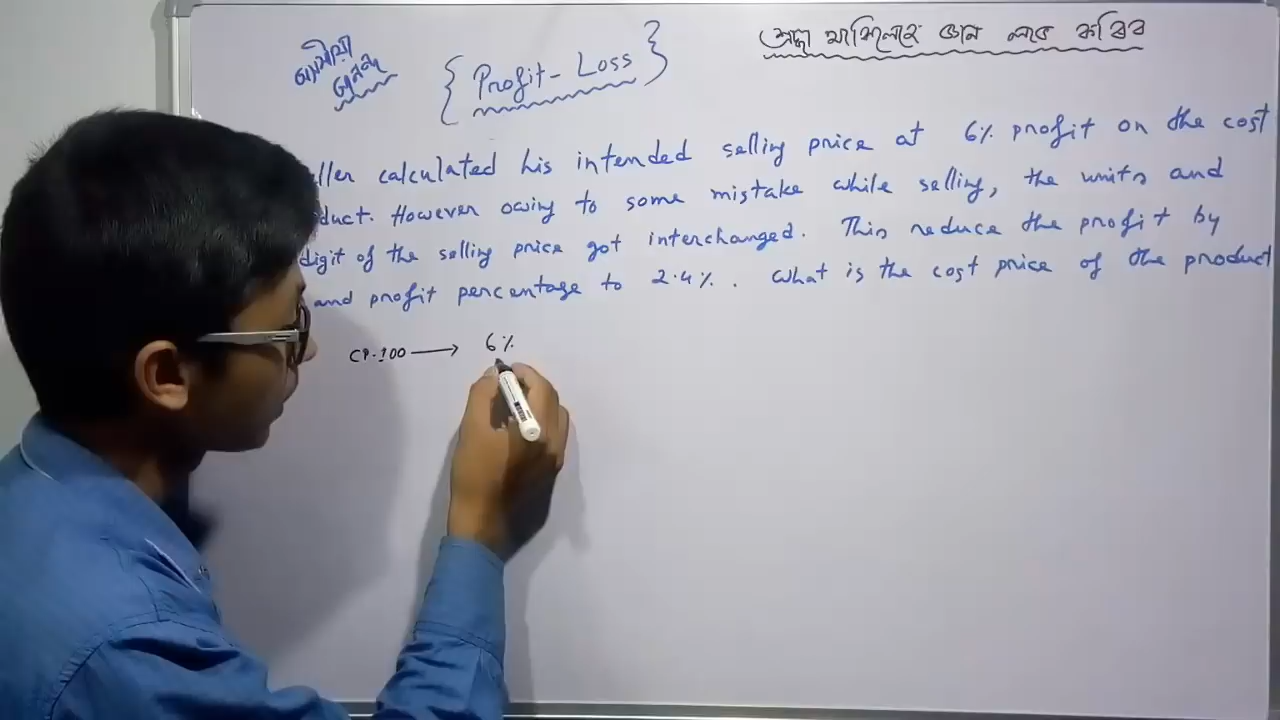 শ্রদ্ধা মাকিলেহে জ্ঞান লাভ কৰিব
{ Profit - Loss }
ller calculated his intended selling price at 6% profit on the cost
duct. However owing to some mistake while selling, the units and
digit of the selling price got interchanged. This reduce the profit by
and profit percentage to 2.4%. What is the cost price of the product
CP-100 → 6%